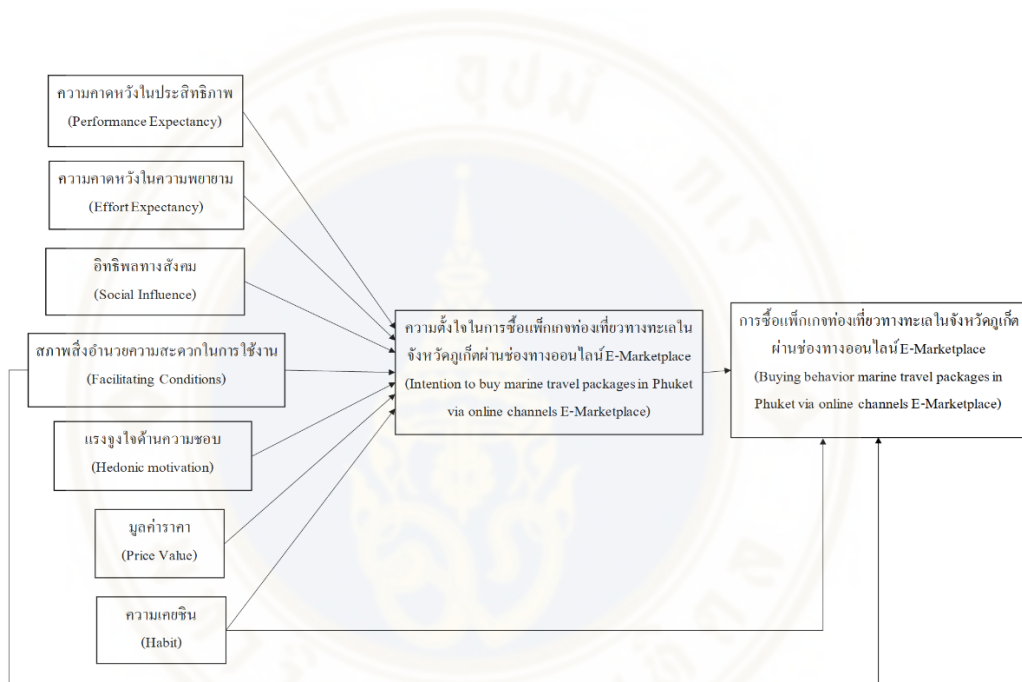 ความคาดหวังในประสิทธิภาพ
(Performance Expectancy)
ความคาดหวังในความพยายาม
(Effort Expectancy)
อิทธิพลทางสังคม
(Social Influence)
สภาพสิ่งอำนวยความสะดวกในการใช้งาน
(Facilitating Conditions)
แรงจูงใจด้านความชอบ
(Hedonic motivation)
มูลค่าราคา
(Price Value)
ความเคยชิน
(Habit)
ความตั้งใจในการซื้อแพ็กเกจท่องเที่ยวทางทะเลใน
จังหวัดภูเก็ตผ่านช่องทางออนไลน์ E-Marketplace
(Intention to buy marine travel packages in Phuket
via online channels E-Marketplace)
การซื้อแพ็กเกจท่องเที่ยวทางทะเลในจังหวัดภูเก็ต
ผ่านช่องทางออนไลน์ E-Marketplace
(Buying behavior marine travel packages in
Phuket via online channels E-Marketplace)